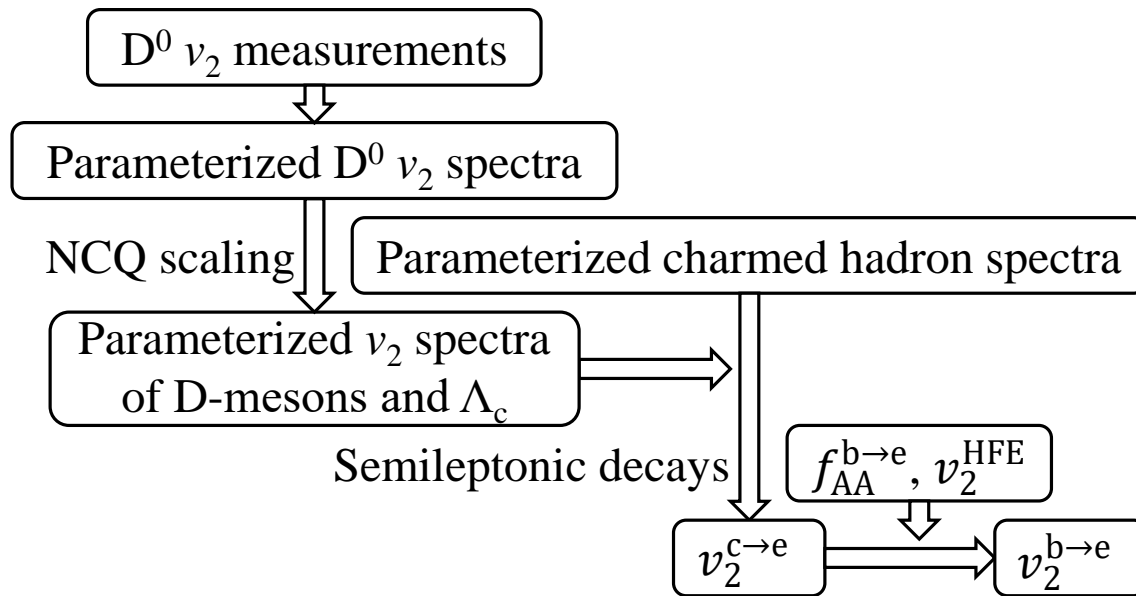 D⁰ v₂ measurements
Parameterized D⁰ v₂ spectra
NCQ scaling
Parameterized charmed hadron spectra
Parameterized v₂ spectra
of D-mesons and Λ_c
Semileptonic decays
f_AA^{b→e}, v₂^{HFE}
v₂^{c→e}
v₂^{b→e}